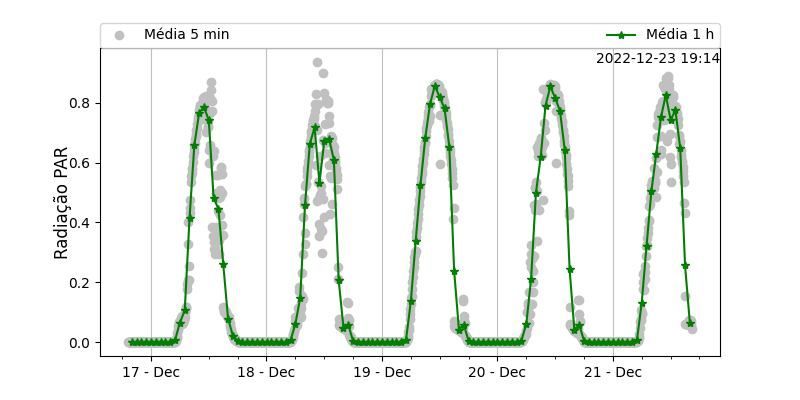 Média 5 min
Média 1 h
2022-12-23 19:14
Radiação PAR
0.8
0.6
0.4
0.2
0.0
17 - Dec
18 - Dec
19 - Dec
20 - Dec
21 - Dec